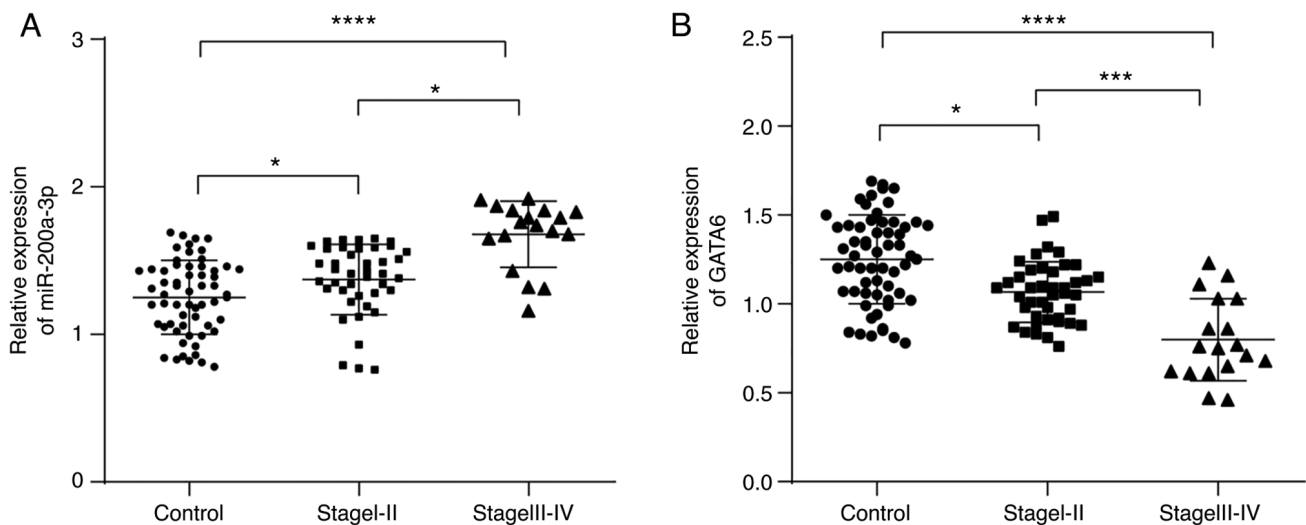 A
Relative expression
of miR-200a-3p
3
2
1
0
****
*
*
Control
StageI-II
StageIII-IV
B
Relative expression
of GATA6
2.5
2.0
1.5
1.0
0.5
0.0
****
***
*
Control
StageI-II
StageIII-IV